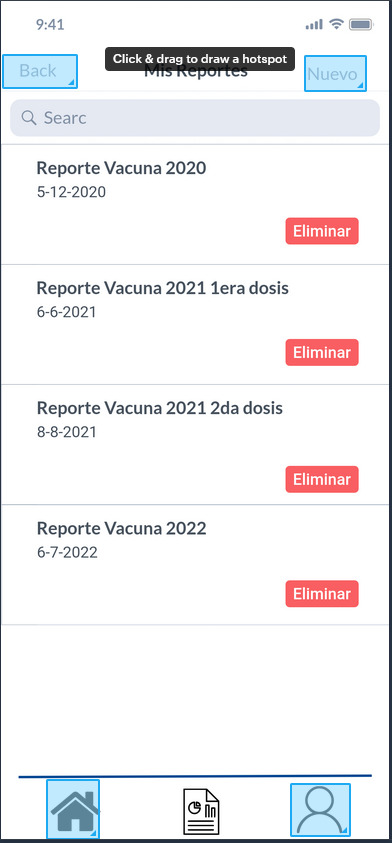 9:41
Click & drag to draw a hotspot
Back
Mis Reportes
Nuevo
Searc
Reporte Vacuna 2020
5-12-2020
Eliminar
Reporte Vacuna 2021 1era dosis
6-6-2021
Eliminar
Reporte Vacuna 2021 2da dosis
8-8-2021
Eliminar
Reporte Vacuna 2022
6-7-2022
Eliminar